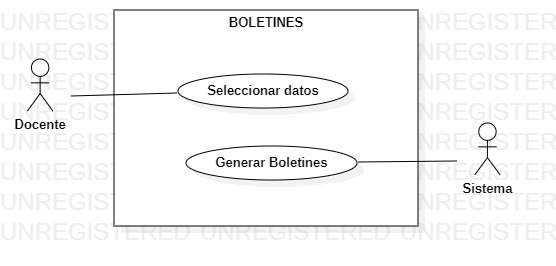 BOLETINES
Seleccionar datos
Docente
Generar Boletines
Sistema
UNREGISTERED UNREGISTERED UNREGISTERED